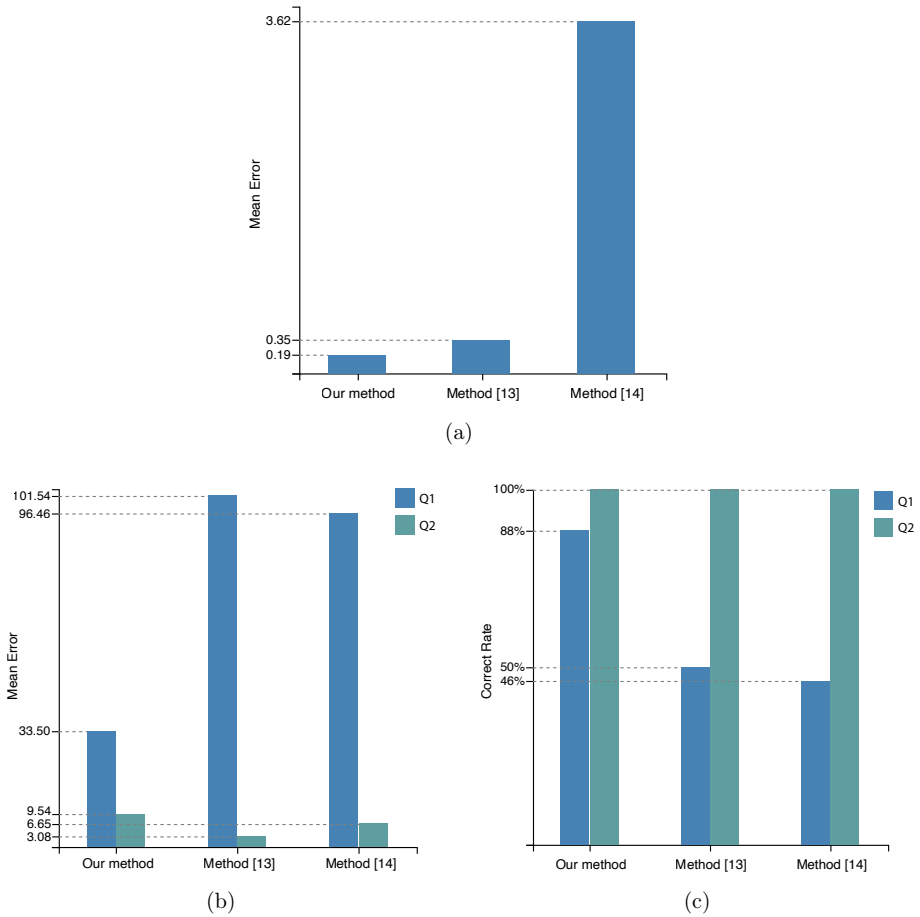 3.62
Mean Error
0.35
0.19
Our method
Method [13]
Method [14]
(a)
101.54
96.46
Q1
Q2
Mean Error
33.50
9.54
6.65
3.08
Our method
Method [13]
Method [14]
(b)
100%
Q1
Q2
88%
Correct Rate
50%
46%
Our method
Method [13]
Method [14]
(c)